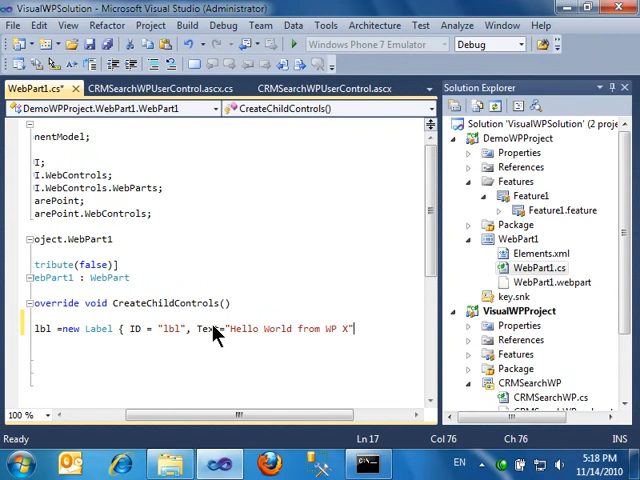 VisualWPSolution - Microsoft Visual Studio (Administrator)
File Edit View Refactor Project Build Debug Team Data Tools Architecture Test Analyze Window Help
Windows Phone 7 Emulator Debug
WebPart1.cs* CRMSearchWPUserControl.ascx.cs CRMSearchWPUserControl.ascx
DemoWPProject.WebPart1.WebPart1 CreateChildControls()
nentModel;
I;
I.WebControls;
I.WebControls.WebParts;
arePoint;
arePoint.WebControls;
oject.WebPart1
tribute(false)]
ebPart1 : WebPart
override void CreateChildControls()
lbl =new Label { ID = "lbl", Text="Hello World from WP X"
100 %
Solution Explorer
Solution 'VisualWPSolution' (2 projects)
DemoWPProject
Properties
References
Features
Feature1
Feature1.feature
Package
WebPart1
Elements.xml
WebPart1.cs
WebPart1.webpart
key.snk
VisualWPProject
Properties
References
Features
Package
CRMSearchWP
CRMSearchWP.cs
Ready Ln 17 Col 76 Ch 76 INS
EN 5:18 PM
11/14/2010